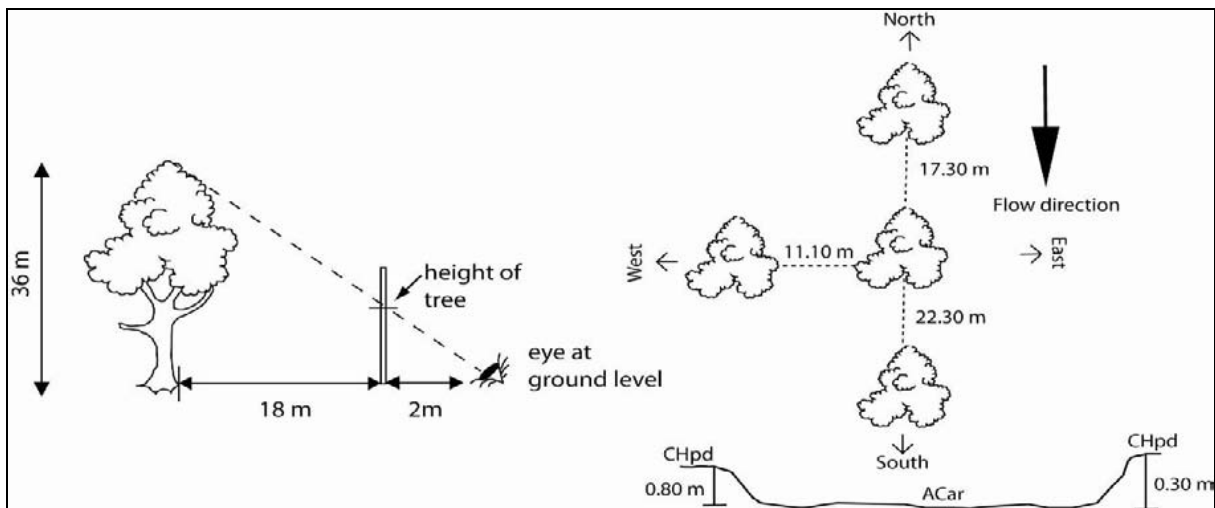 36 m
height of
tree
eye at
ground level
18 m
2m
North
17.30 m
Flow direction
West
11.10 m
East
22.30 m
South
CHpd
0.80 m
ACar
CHpd
0.30 m